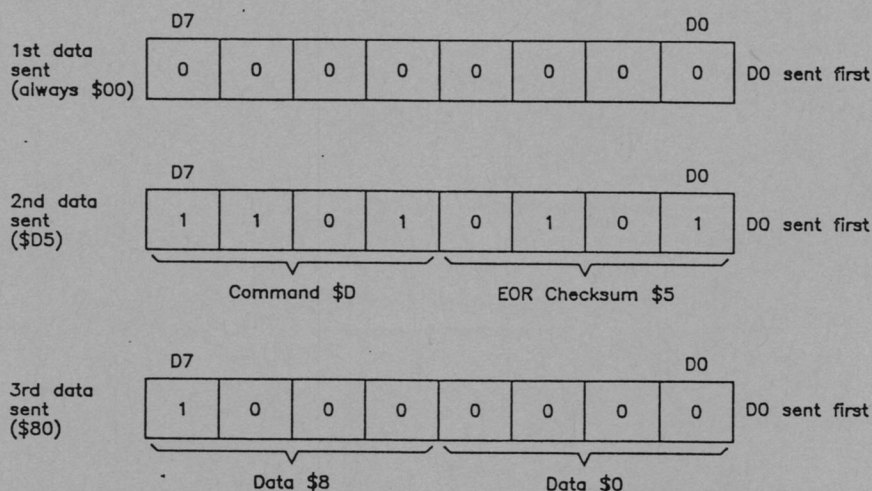 D7 D0
1st data
sent
(always $00)
0 0 0 0 0 0 0 0
D0 sent first
D7 D0
2nd data
sent
($D5)
1 1 0 1 0 1 0 1
D0 sent first
Command $D EOR Checksum $5
D7 D0
3rd data
sent
($80)
1 0 0 0 0 0 0 0
D0 sent first
Data $8 Data $0